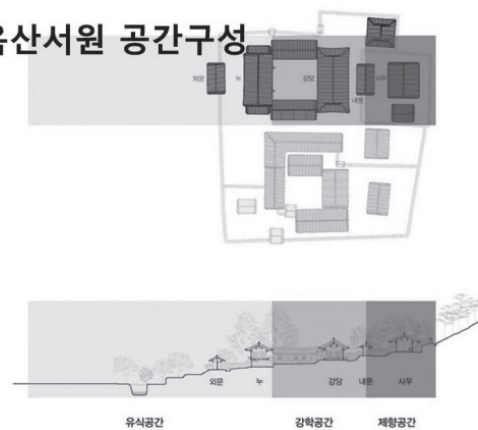 옥산서원 공간구성
외문 누 강당 내문 사우
외문 누 강당 내문 사우
유식공간 강학공간 제향공간